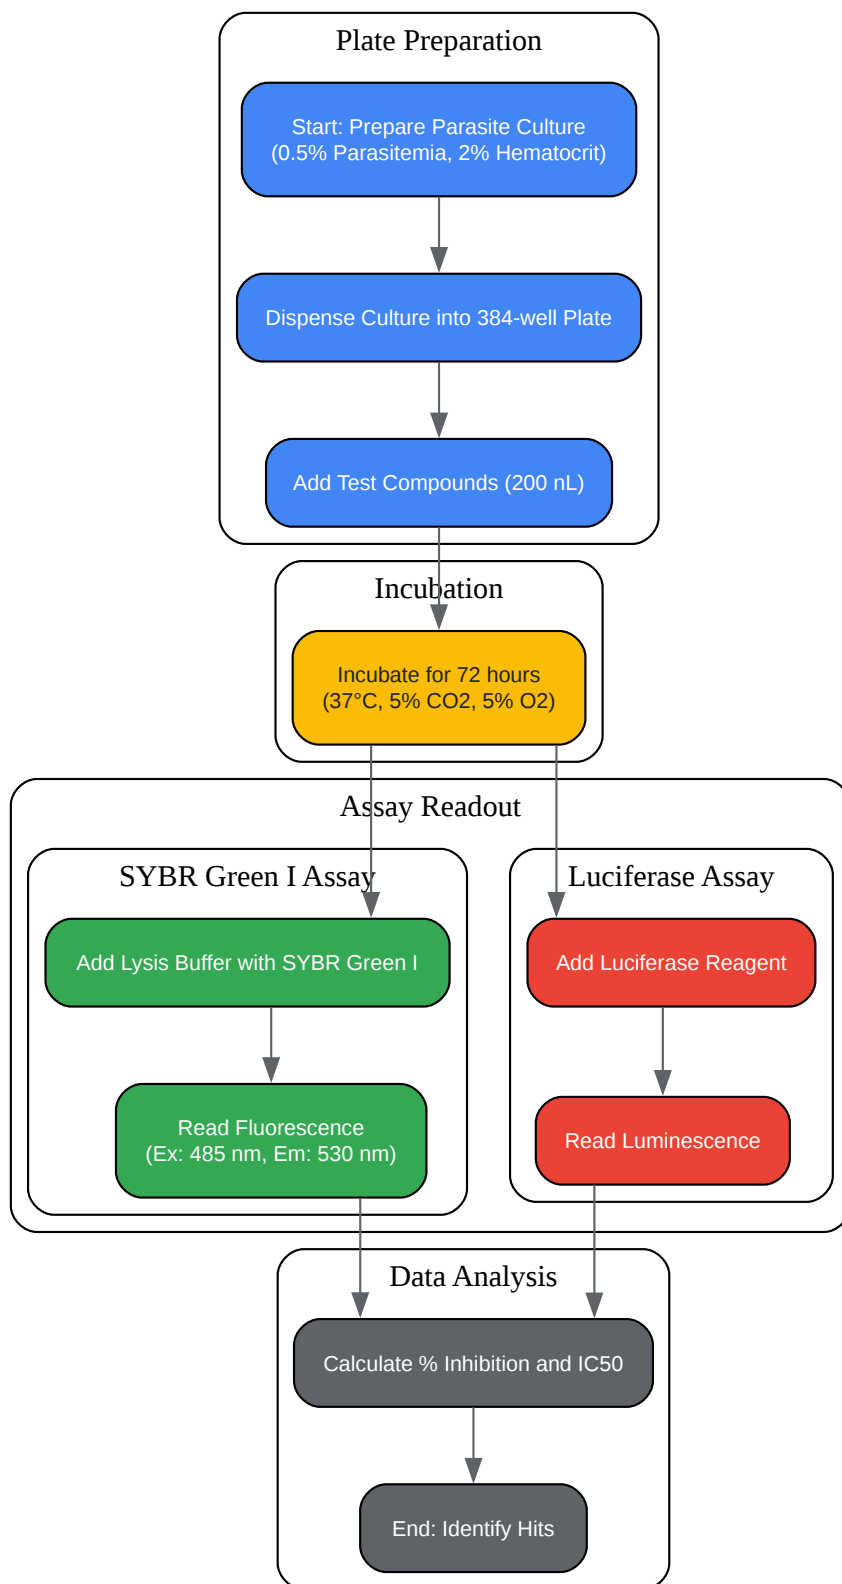 Plate Preparation
Start: Prepare Parasite Culture
(0.5% Parasitemia, 2% Hematocrit)
Dispense Culture into 384-well Plate
Add Test Compounds (200 nL)
Incubation
Incubate for 72 hours
(37°C, 5% CO2, 5% O2)
Assay Readout
SYBR Green I Assay
Add Lysis Buffer with SYBR Green I
Read Fluorescence
(Ex: 485 nm, Em: 530 nm)
Luciferase Assay
Add Luciferase Reagent
Read Luminescence
Data Analysis
Calculate % Inhibition and IC50
End: Identify Hits